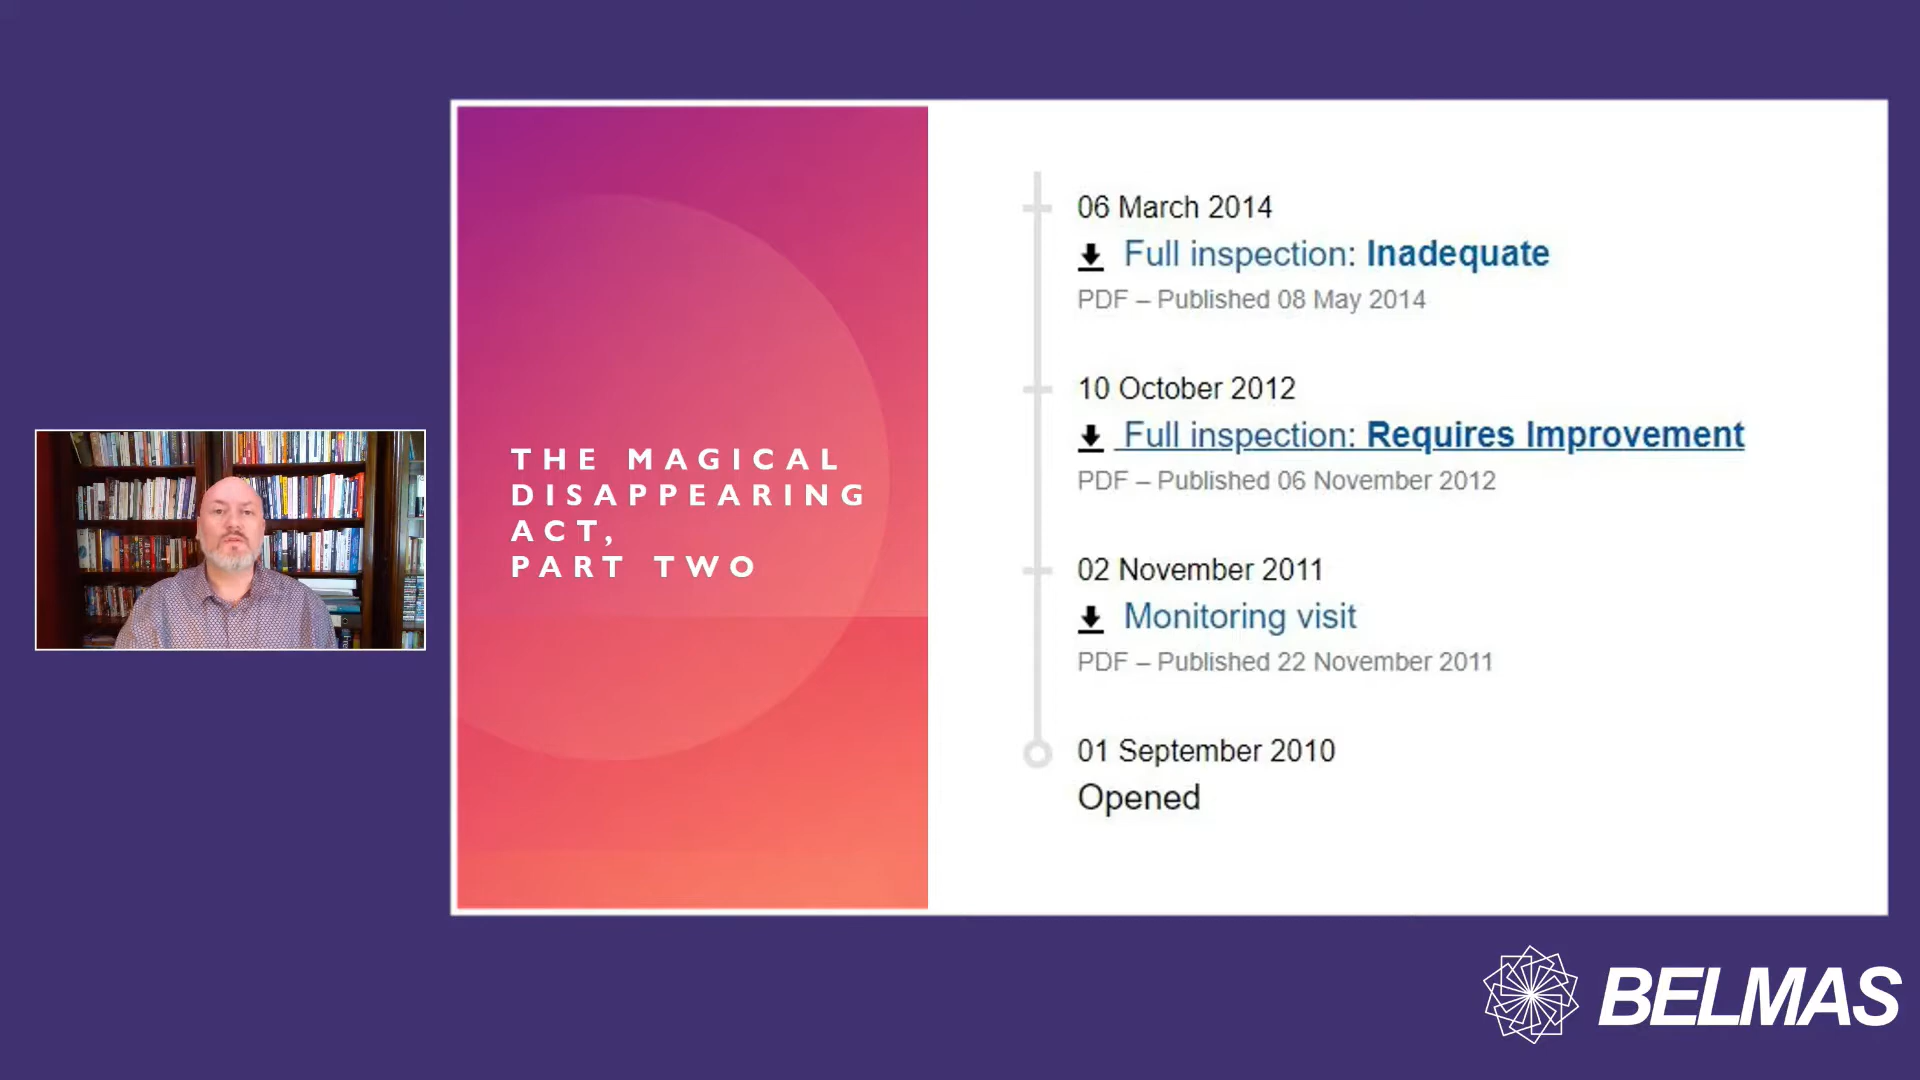 THE MAGICAL
DISAPPEARING
ACT,
PART TWO
06 March 2014
Full inspection: Inadequate
PDF – Published 08 May 2014
10 October 2012
Full inspection: Requires Improvement
PDF – Published 06 November 2012
02 November 2011
Monitoring visit
PDF – Published 22 November 2011
01 September 2010
Opened
BELMAS